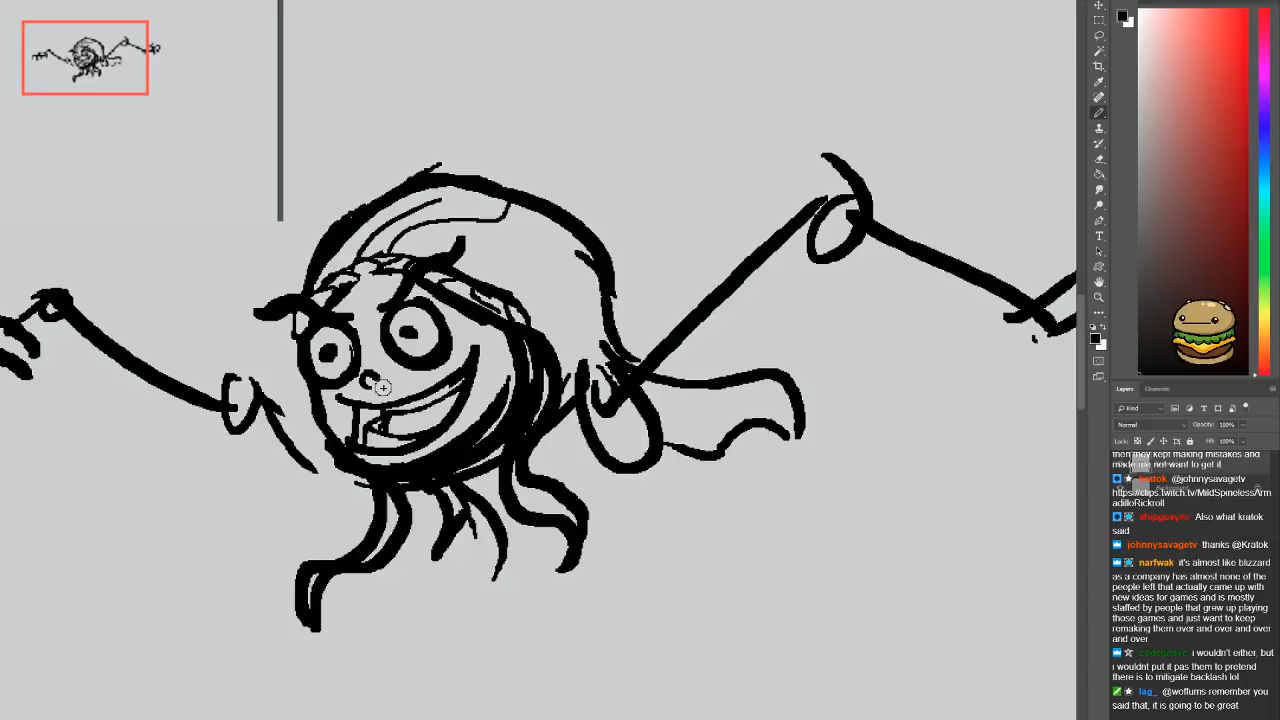 Layers Channels
Kind
Normal Opacity: 100%
Locks: Fill: 100%
then they kept making mistakes and
made me not want to get it
kratok @johnnysavagetv
https://clips.twitch.tv/MildSpinelessArm
adilloRickroll
shipgosync Also what kratok
said
johnnysavagetv thanks @Kratok
narfwak it's almost like blizzard
as a company has almost none of the
people left that actually came up with
new ideas for games and is mostly
staffed by people that grew up playing
those games and just want to keep
remaking them over and over and over
and over
i wouldn't either, but
i wouldnt put it pas them to pretend
there is to mitigate backlash lol
lag_ @woffums remember you
said that, it is going to be great